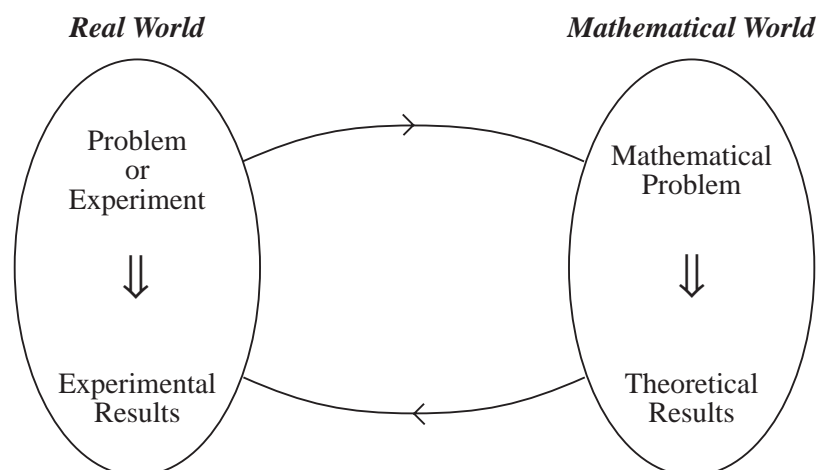 Real World
Mathematical World
Problem
or
Experiment
Mathematical
Problem
Experimental
Results
Theoretical
Results